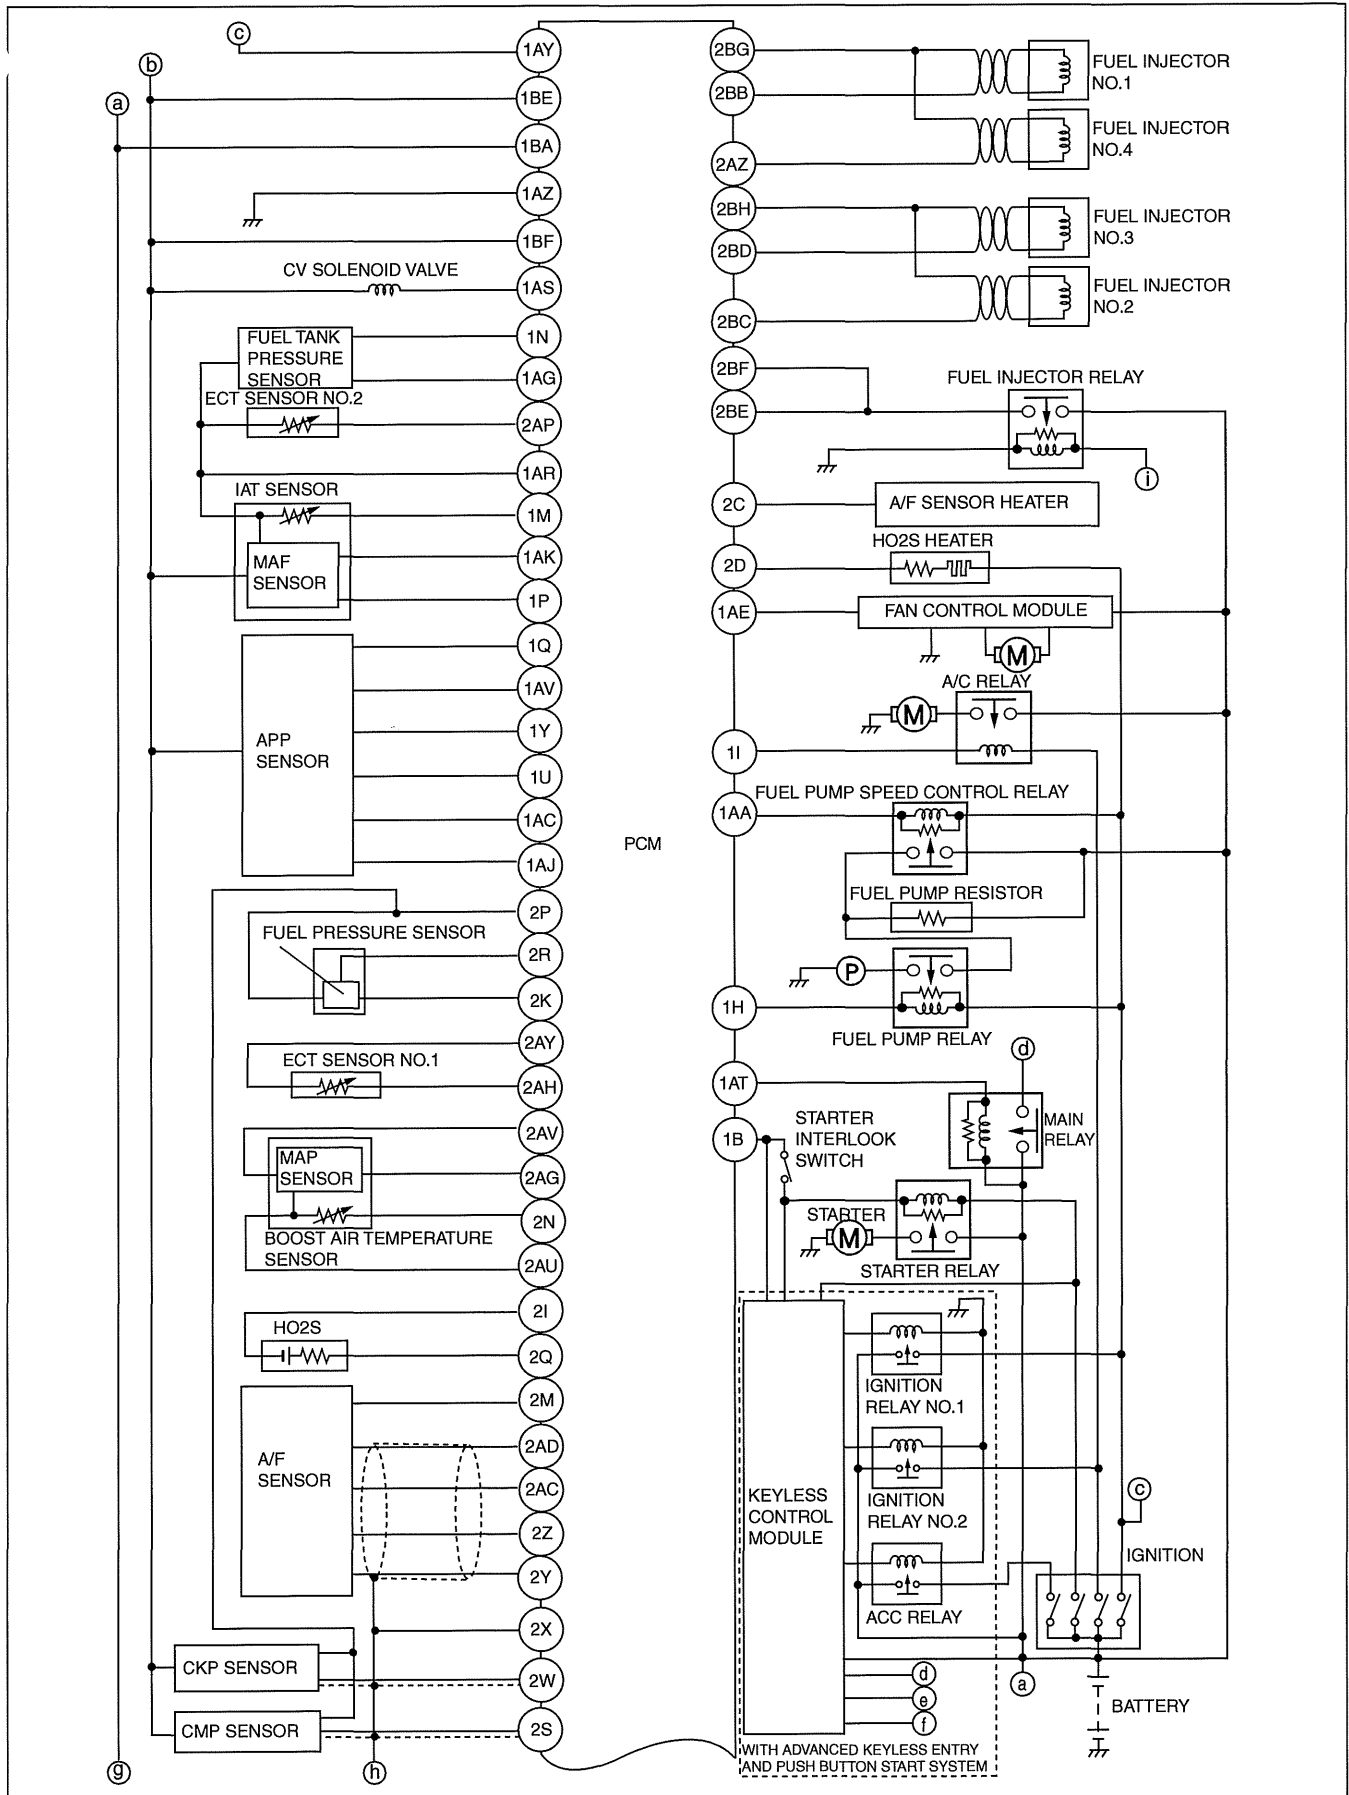 c
b
a
1AY
1BE
1BA
1AZ
1BF
CV SOLENOID VALVE
1AS
FUEL TANK
PRESSURE
SENSOR
1N
1AG
ECT SENSOR NO.2
2AP
1AR
IAT SENSOR
1M
MAF
SENSOR
1AK
1P
APP
SENSOR
1Q
1AV
1Y
1U
1AC
1AJ
2P
FUEL PRESSURE SENSOR
2R
2K
2AY
ECT SENSOR NO.1
2AH
2AV
MAP
SENSOR
2AG
2N
BOOST AIR TEMPERATURE
SENSOR
2AU
2I
HO2S
2Q
A/F
SENSOR
2M
2AD
2AC
2Z
2Y
2X
CKP SENSOR
2W
CMP SENSOR
2S
g
h
PCM
2BG
FUEL INJECTOR
NO.1
2BB
FUEL INJECTOR
NO.4
2AZ
2BH
FUEL INJECTOR
NO.3
2BD
FUEL INJECTOR
NO.2
2BC
2BF
FUEL INJECTOR RELAY
2BE
i
2C
A/F SENSOR HEATER
HO2S HEATER
2D
1AE
FAN CONTROL MODULE
M
A/C RELAY
M
1I
FUEL PUMP SPEED CONTROL RELAY
1AA
FUEL PUMP RESISTOR
P
1H
FUEL PUMP RELAY
d
1AT
MAIN
RELAY
1B
STARTER
INTERLOOK
SWITCH
STARTER
M
STARTER RELAY
IGNITION
RELAY NO.1
KEYLESS
CONTROL
MODULE
IGNITION
RELAY NO.2
c
IGNITION
ACC RELAY
d
e
f
a
BATTERY
WITH ADVANCED KEYLESS ENTRY
AND PUSH BUTTON START SYSTEM